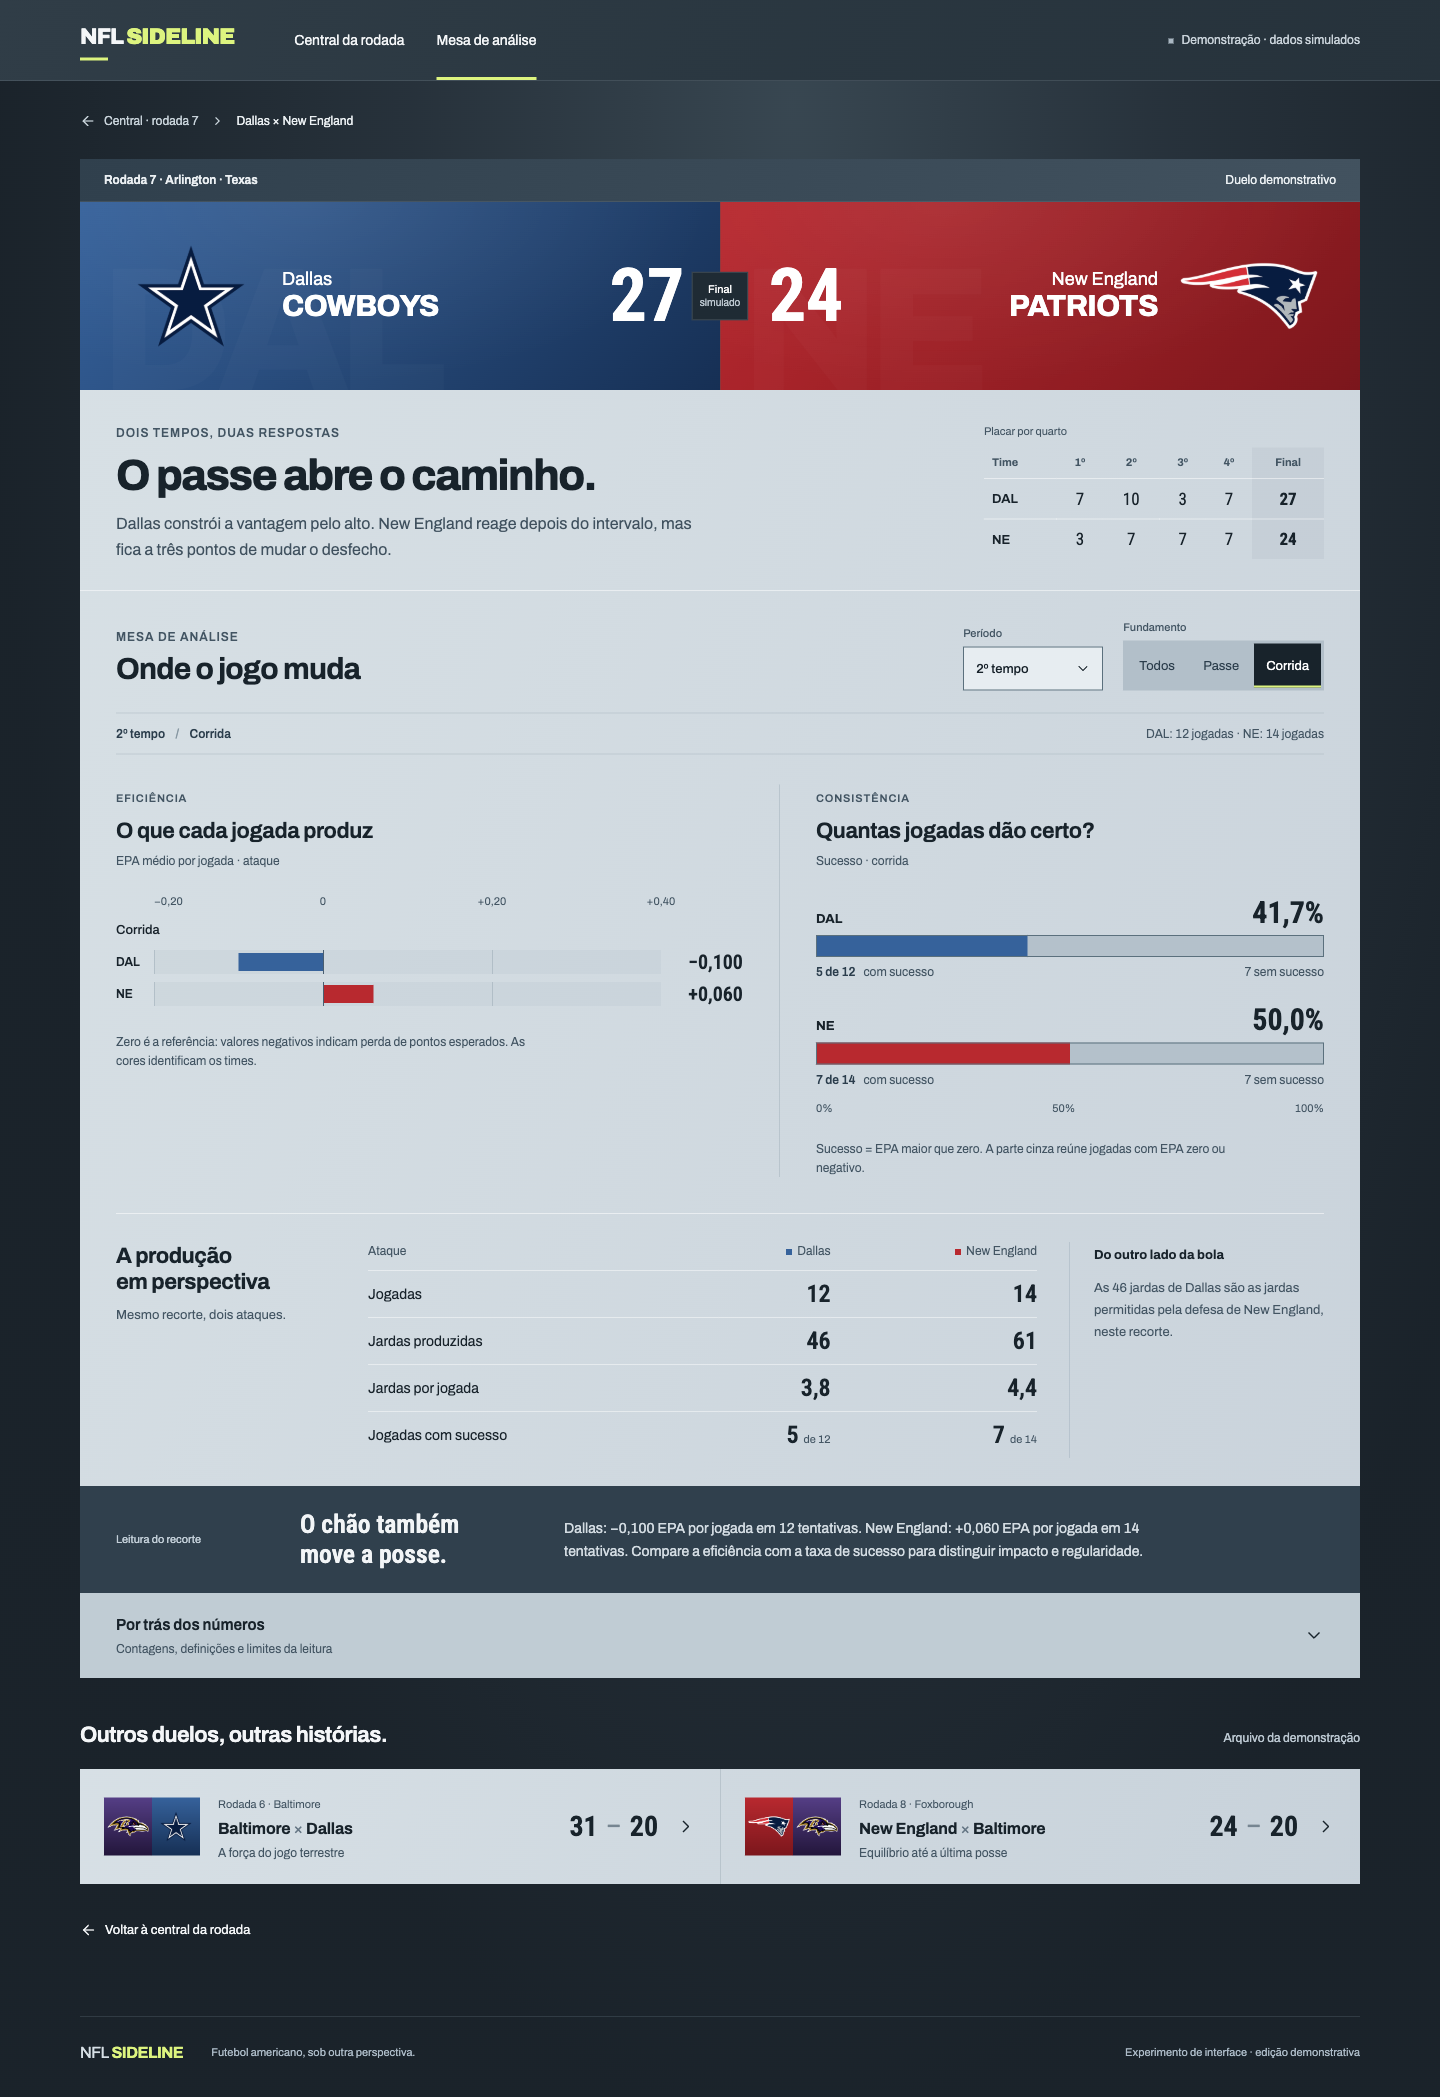 NFL SIDELINE
Central da rodada
Mesa de análise
Demonstração · dados simulados
Central · rodada 7
Dallas × New England
Rodada 7 · Arlington · Texas
Duelo demonstrativo
DAL
Dallas
COWBOYS
27
Final
simulado
24
NE
New England
PATRIOTS
DOIS TEMPOS, DUAS RESPOSTAS
O passe abre o caminho.
Dallas constrói a vantagem pelo alto. New England reage depois do intervalo, mas
fica a três pontos de mudar o desfecho.
Placar por quarto
Time 1º 2º 3º 4º Final
DAL 7 10 3 7 27
NE 3 7 7 7 24
MESA DE ANÁLISE
Onde o jogo muda
Período
2º tempo
Fundamento
Todos Passe Corrida
2º tempo / Corrida
DAL: 12 jogadas · NE: 14 jogadas
EFICIÊNCIA
O que cada jogada produz
EPA médio por jogada · ataque
−0,20 0 +0,20 +0,40
Corrida
DAL −0,100
NE +0,060
Zero é a referência: valores negativos indicam perda de pontos esperados. As
cores identificam os times.
CONSISTÊNCIA
Quantas jogadas dão certo?
Sucesso · corrida
DAL 41,7%
5 de 12 com sucesso 7 sem sucesso
NE 50,0%
7 de 14 com sucesso 7 sem sucesso
0% 50% 100%
Sucesso = EPA maior que zero. A parte cinza reúne jogadas com EPA zero ou
negativo.
A produção
em perspectiva
Mesmo recorte, dois ataques.
Ataque Dallas New England
Jogadas 12 14
Jardas produzidas 46 61
Jardas por jogada 3,8 4,4
Jogadas com sucesso 5 de 12 7 de 14
Do outro lado da bola
As 46 jardas de Dallas são as jardas
permitidas pela defesa de New England,
neste recorte.
Leitura do recorte
O chão também
move a posse.
Dallas: −0,100 EPA por jogada em 12 tentativas. New England: +0,060 EPA por jogada em 14
tentativas. Compare a eficiência com a taxa de sucesso para distinguir impacto e regularidade.
Por trás dos números
Contagens, definições e limites da leitura
Outros duelos, outras histórias.
Arquivo da demonstração
Rodada 6 · Baltimore
Baltimore × Dallas
A força do jogo terrestre
31 – 20
Rodada 8 · Foxborough
New England × Baltimore
Equilíbrio até a última posse
24 – 20
Voltar à central da rodada
NFL SIDELINE
Futebol americano, sob outra perspectiva.
Experimento de interface · edição demonstrativa